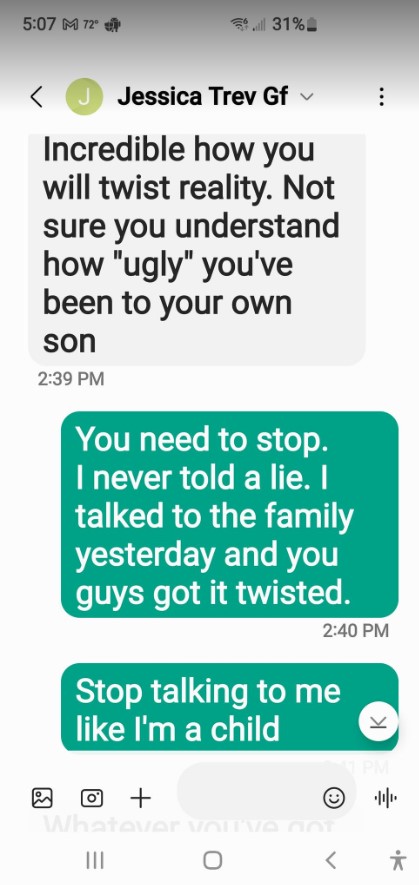 5:07 72° 31%
Jessica Trev Gf
Incredible how you
will twist reality. Not
sure you understand
how "ugly" you've
been to your own
son
2:39 PM
You need to stop.
I never told a lie. I
talked to the family
yesterday and you
guys got it twisted.
2:40 PM
Stop talking to me
like I'm a child
41 PM
Whatever you've got